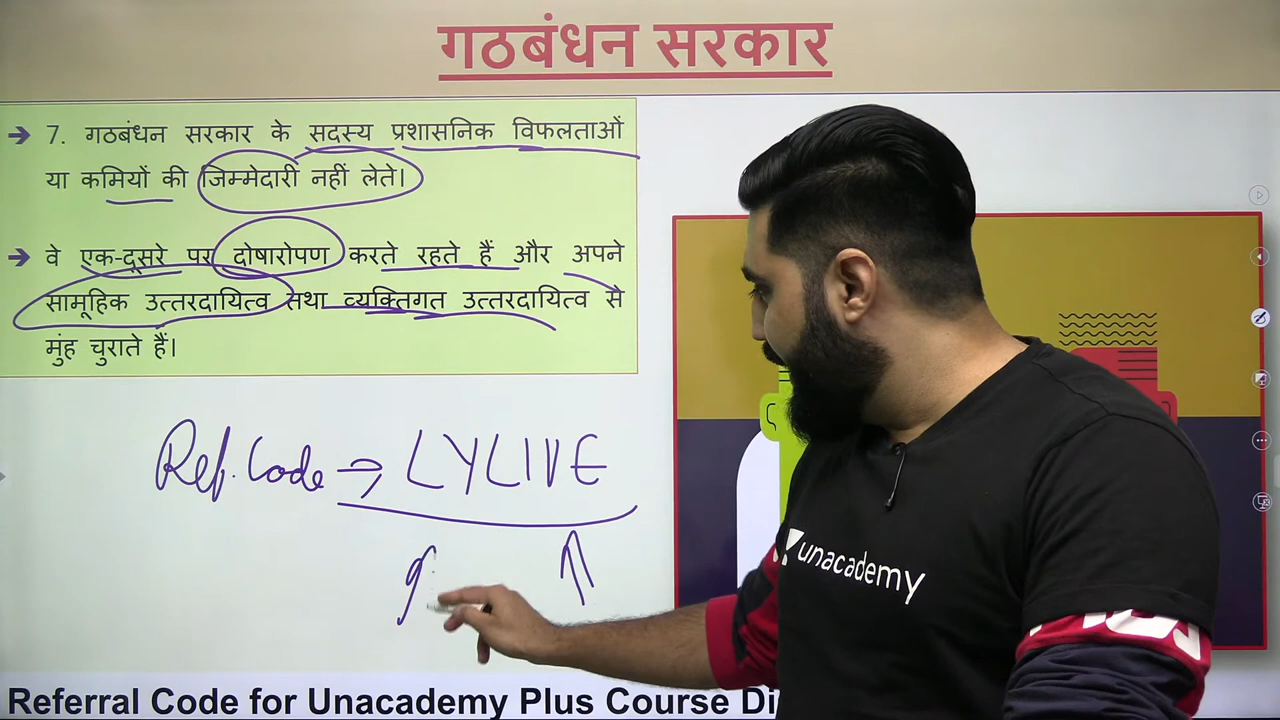 गठबंधन सरकार
7. गठबंधन सरकार के सदस्य प्रशासनिक विफलताओं
या कमियों की जिम्मेदारी नहीं लेते।
वे एक-दूसरे पर दोषारोपण करते रहते हैं और अपने
सामूहिक उत्तरदायित्व तथा व्यक्तिगत उत्तरदायित्व से
मुंह चुराते हैं।
Ref. Code ⇒ LYLIVE
unacademy
Referral Code for Unacademy Plus Course Di